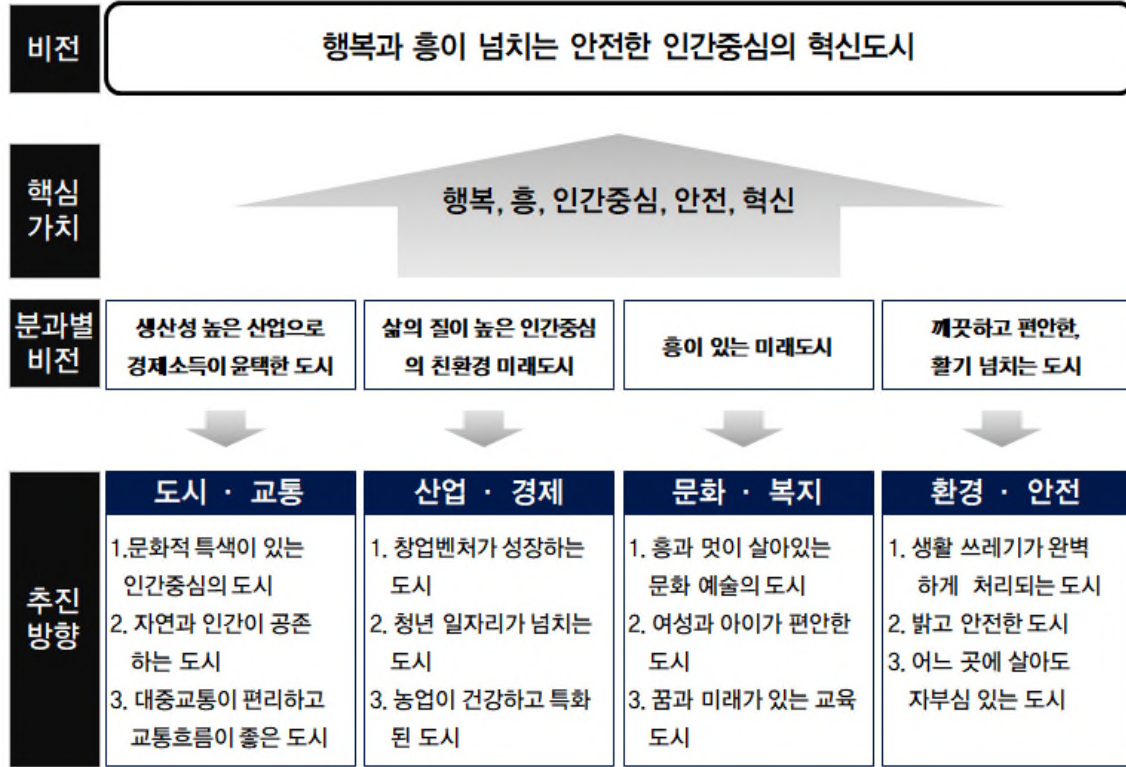 비전
행복과 흥이 넘치는 안전한 인간중심의 혁신도시
핵심
가치
행복, 흥, 인간중심, 안전, 혁신
분과별
비전
생산성 높은 산업으로
경제소득이 윤택한 도시
삶의 질이 높은 인간중심
의 친환경 미래도시
흥이 있는 미래도시
깨끗하고 편안한,
활기 넘치는 도시
추진
방향
도시 · 교통
1.문화적 특색이 있는
인간중심의 도시
2. 자연과 인간이 공존
하는 도시
3. 대중교통이 편리하고
교통흐름이 좋은 도시
산업 · 경제
1. 창업벤처가 성장하는
도시
2. 청년 일자리가 넘치는
도시
3. 농업이 건강하고 특화
된 도시
문화 · 복지
1. 흥과 멋이 살아있는
문화 예술의 도시
2. 여성과 아이가 편안한
도시
3. 꿈과 미래가 있는 교육
도시
환경 · 안전
1. 생활 쓰레기가 완벽
하게 처리되는 도시
2. 밝고 안전한 도시
3. 어느 곳에 살아도
자부심 있는 도시